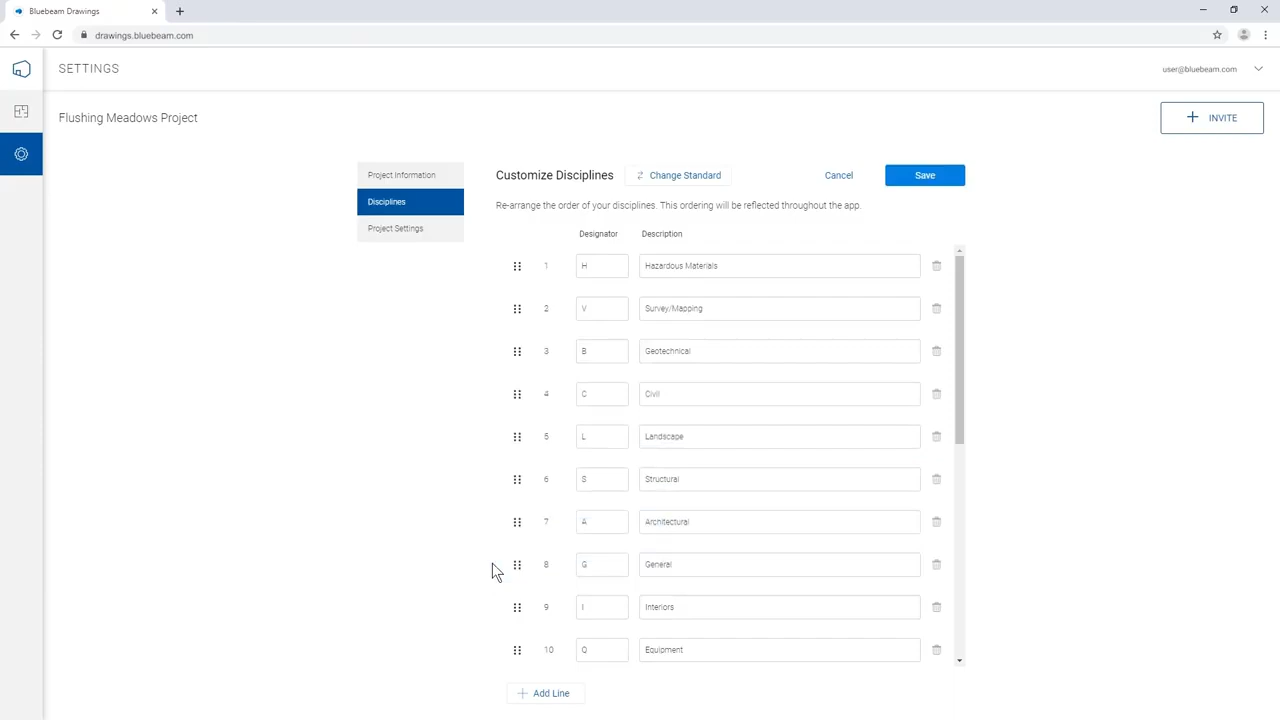 Bluebeam Drawings
drawings.bluebeam.com
SETTINGS
user@bluebeam.com
Flushing Meadows Project
INVITE
Project Information
Disciplines
Project Settings
Customize Disciplines
Change Standard
Cancel
Save
Re-arrange the order of your disciplines. This ordering will be reflected throughout the app.
Designator Description
1 H Hazardous Materials
2 V Survey/Mapping
3 B Geotechnical
4 C Civil
5 L Landscape
6 S Structural
7 A Architectural
8 G General
9 I Interiors
10 Q Equipment
Add Line